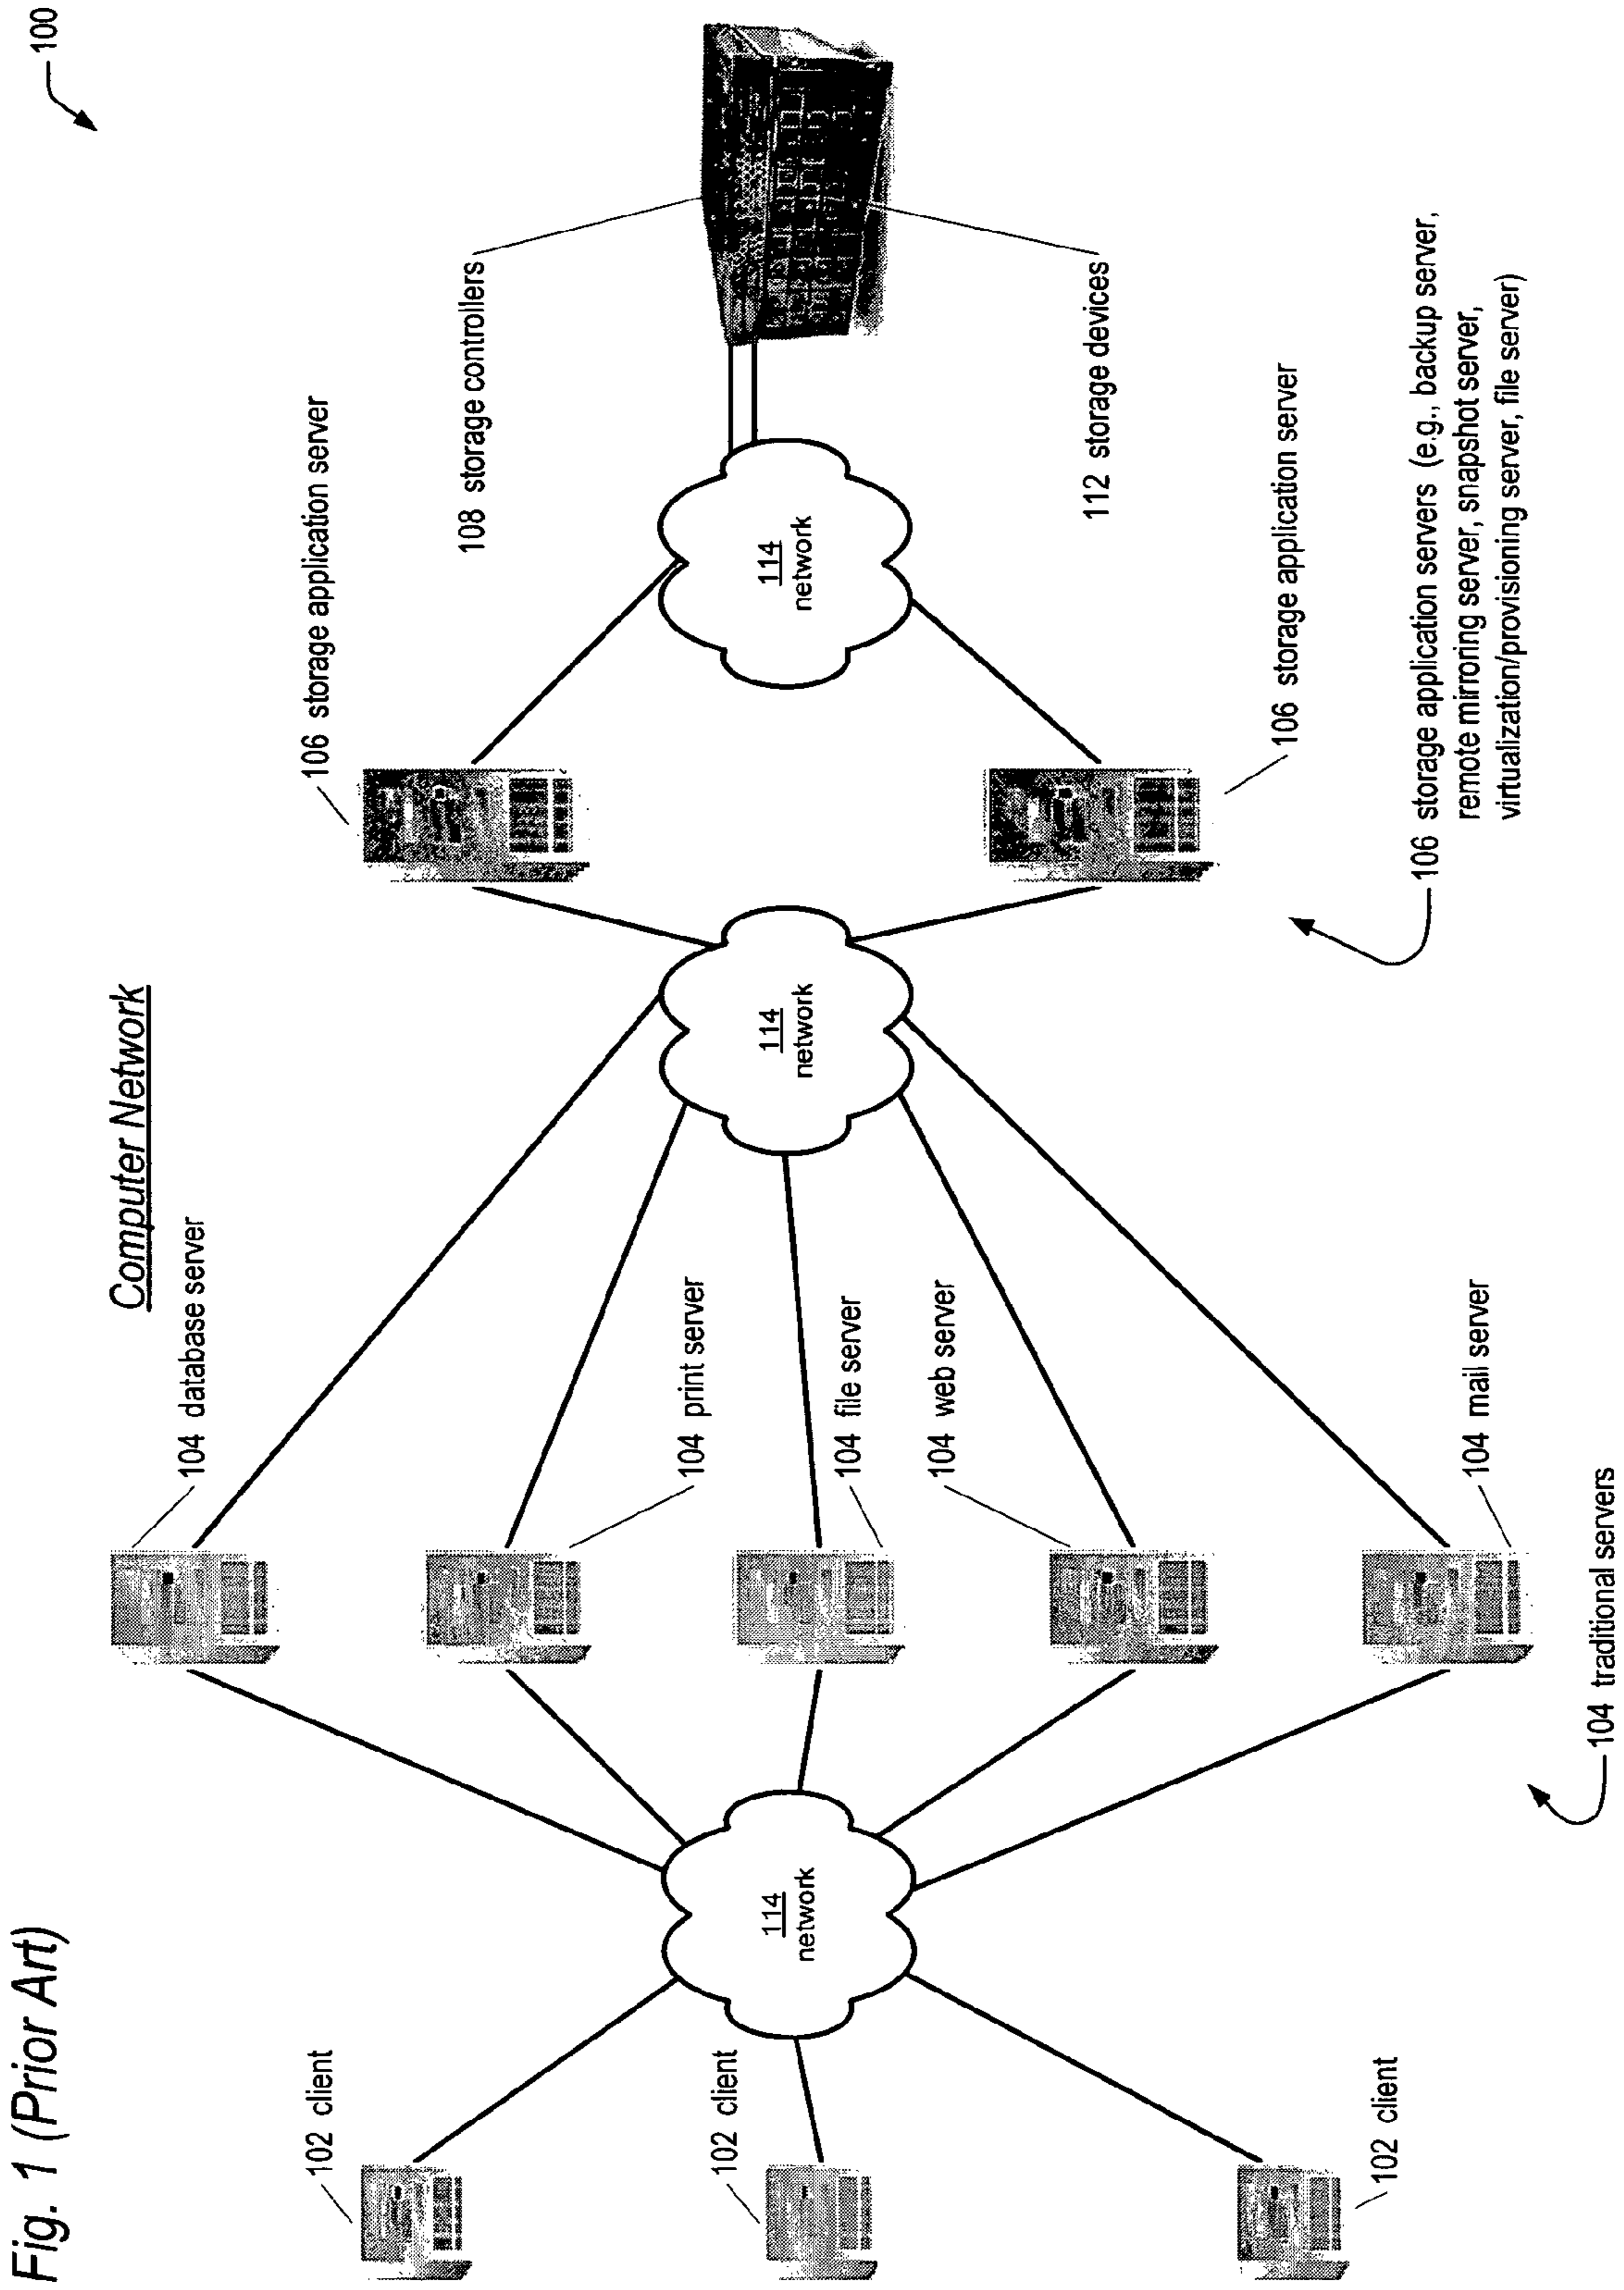 Fig. 1 (Prior Art)
Computer Network
100
102 client
102 client
102 client
114
network
104 database server
104 print server
104 file server
104 web server
104 mail server
104 traditional servers
114
network
106 storage application server
106 storage application server
106 storage application servers (e.g., backup server,
remote mirroring server, snapshot server,
virtualization/provisioning server, file server)
114
network
108 storage controllers
112 storage devices